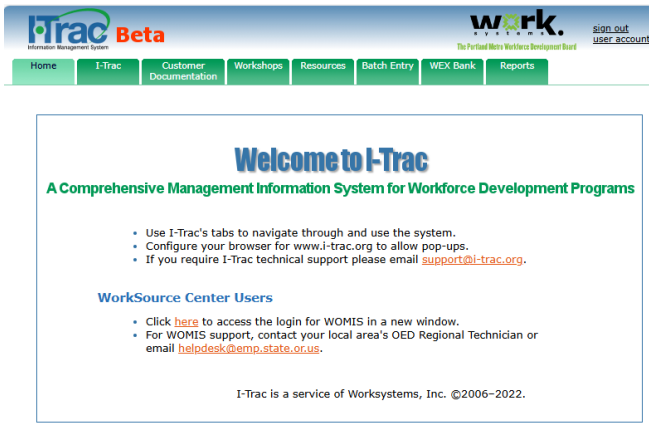 I-Trac Beta
Information Management System
work.
systems
The Portland Metro Workforce Development Board
sign out
user account
Home
I-Trac
Customer
Documentation
Workshops
Resources
Batch Entry
WEX Bank
Reports
Welcome to I-Trac
A Comprehensive Management Information System for Workforce Development Programs
• Use I-Trac's tabs to navigate through and use the system.
• Configure your browser for www.i-trac.org to allow pop-ups.
• If you require I-Trac technical support please email support@i-trac.org.
WorkSource Center Users
• Click here to access the login for WOMIS in a new window.
• For WOMIS support, contact your local area's OED Regional Technician or
email helpdesk@emp.state.or.us.
I-Trac is a service of Worksystems, Inc. ©2006–2022.